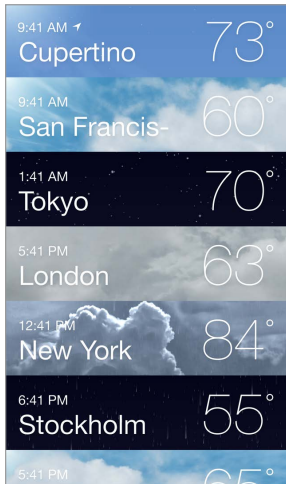 9:41 AM
Cupertino 73°
9:41 AM
San Francis- 60°
1:41 AM
Tokyo 70°
5:41 PM
London 63°
12:41 PM
New York 84°
6:41 PM
Stockholm 55°
5:41 PM
65°